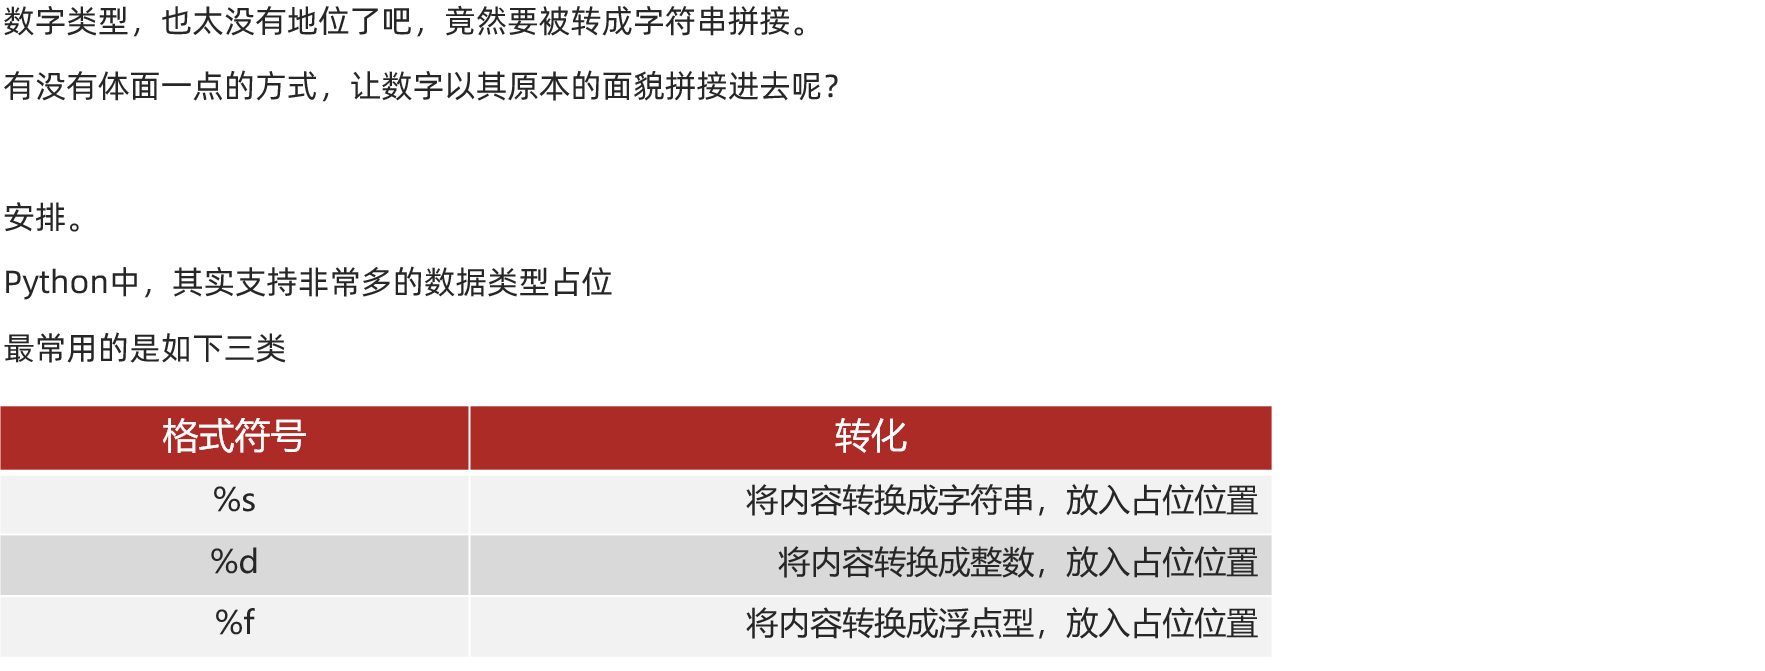 数字类型，也太没有地位了吧，竟然要被转成字符串拼接。
有没有体面一点的方式，让数字以其原本的面貌拼接进去呢？
安排。
Python中，其实支持非常多的数据类型占位
最常用的是如下三类
格式符号 转化
%s 将内容转换成字符串，放入占位位置
%d 将内容转换成整数，放入占位位置
%f 将内容转换成浮点型，放入占位位置